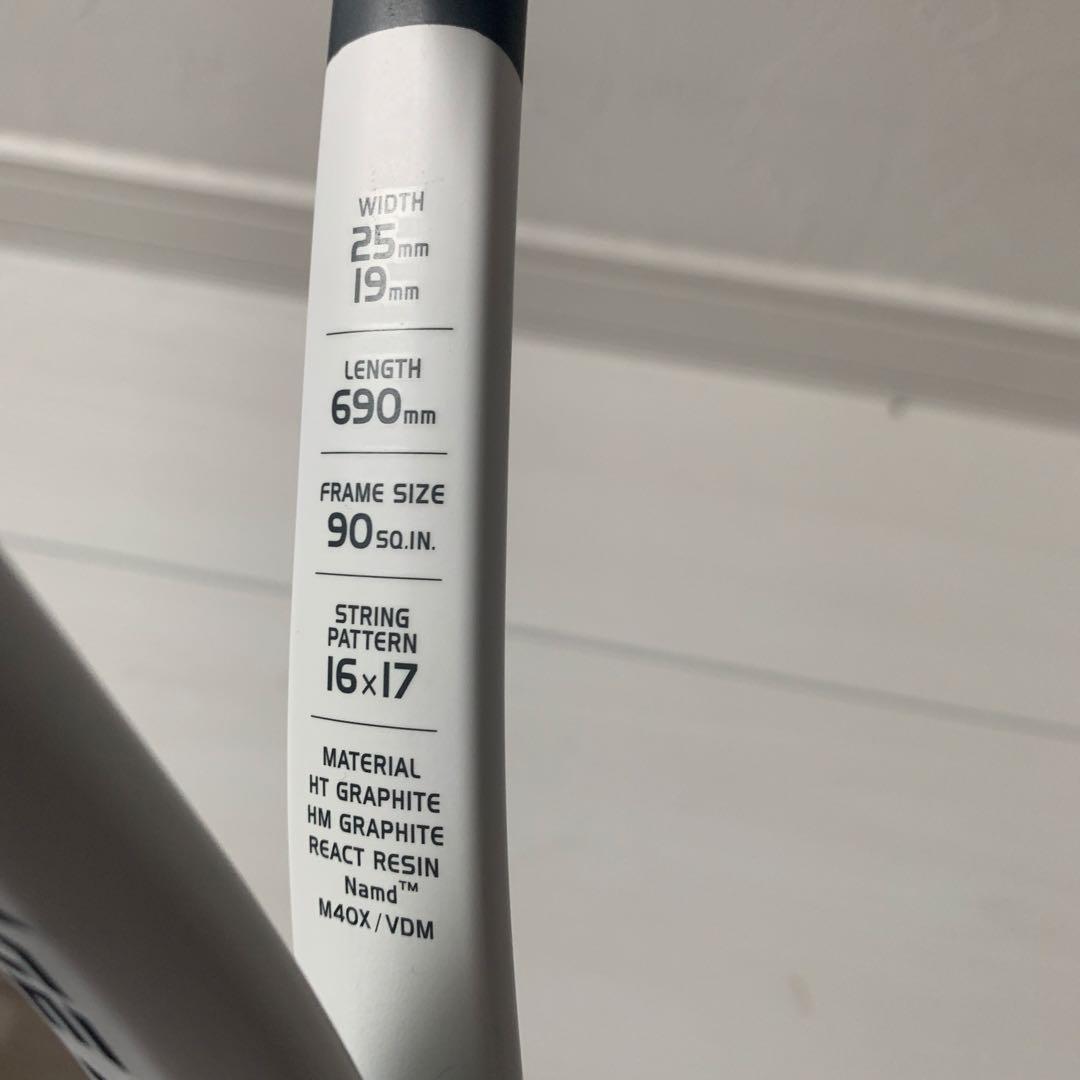 WIDTH
25mm
19mm
LENGTH
690mm
FRAME SIZE
90SQ.IN.
STRING
PATTERN
16x17
MATERIAL
HT GRAPHITE
HM GRAPHITE
REACT RESIN
Namd™
M40X/VDM